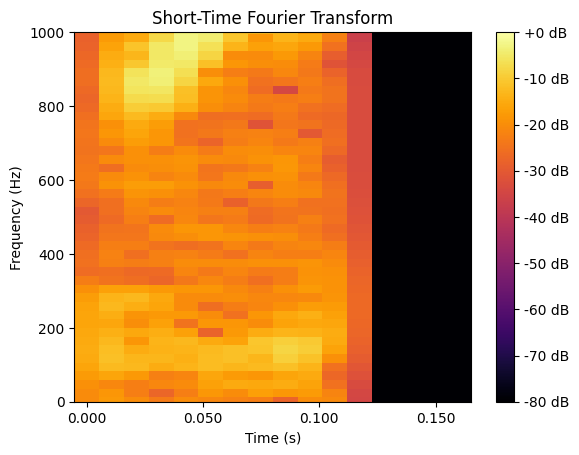 Short-Time Fourier Transform
1000
800
600
400
200
0
Frequency (Hz)
0.000
0.050
0.100
0.150
Time (s)
+0 dB
-10 dB
-20 dB
-30 dB
-40 dB
-50 dB
-60 dB
-70 dB
-80 dB